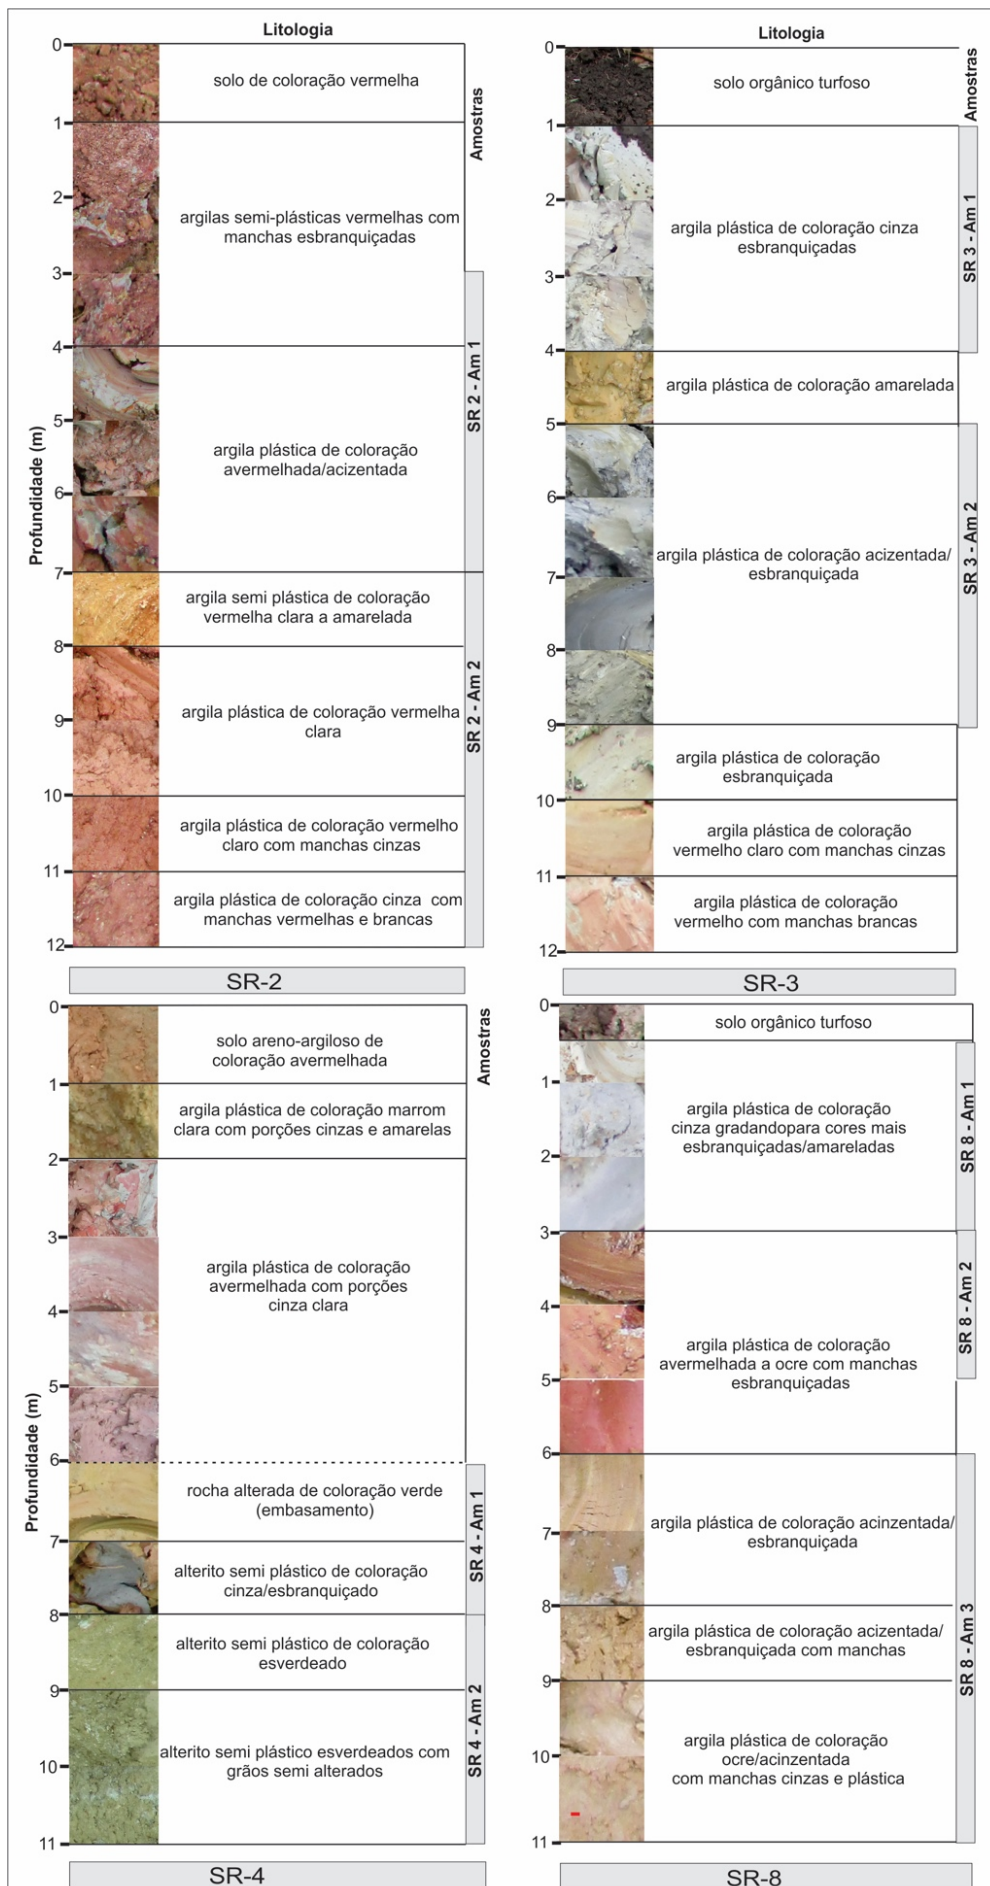 Litologia
0
solo de coloração vermelha
1
Amostras
2
argilas semi-plásticas vermelhas com
manchas esbranquiçadas
3
4
SR 2 - Am 1
5
argila plástica de coloração
avermelhada/acizentada
6
Profundidade (m)
7
argila semi plástica de coloração
vermelha clara a amarelada
8
SR 2 - Am 2
argila plástica de coloração vermelha
clara
9
10
argila plástica de coloração vermelho
claro com manchas cinzas
11
argila plástica de coloração cinza com
manchas vermelhas e brancas
12
SR-2
Litologia
0
solo orgânico turfoso
Amostras
1
2
SR 3 - Am 1
argila plástica de coloração cinza
esbranquiçadas
3
4
argila plástica de coloração amarelada
5
6
SR 3 - Am 2
argila plástica de coloração acizentada/
esbranquiçada
7
8
9
argila plástica de coloração
esbranquiçada
10
argila plástica de coloração
vermelho claro com manchas cinzas
11
argila plástica de coloração
vermelho com manchas brancas
12
SR-3
0
Amostras
solo areno-argiloso de
coloração avermelhada
1
argila plástica de coloração marrom
clara com porções cinzas e amarelas
2
3
argila plástica de coloração
avermelhada com porções
cinza clara
4
5
Profundidade (m)
6
rocha alterada de coloração verde
(embasamento)
SR 4 - Am 1
7
alterito semi plástico de coloração
cinza/esbranquiçado
8
alterito semi plástico de coloração
esverdeado
9
SR 4 - Am 2
alterito semi plástico esverdeados com
grãos semi alterados
10
11
SR-4
0
solo orgânico turfoso
1
SR 8 - Am 1
argila plástica de coloração
cinza gradandopara cores mais
esbranquiçadas/amareladas
2
3
SR 8 - Am 2
4
argila plástica de coloração
avermelhada a ocre com manchas
esbranquiçadas
5
6
argila plástica de coloração acinzentada/
esbranquiçada
7
8
argila plástica de coloração acizentada/
esbranquiçada com manchas
SR 8 - Am 3
9
argila plástica de coloração
ocre/acinzentada
com manchas cinzas e plástica
10
11
SR-8